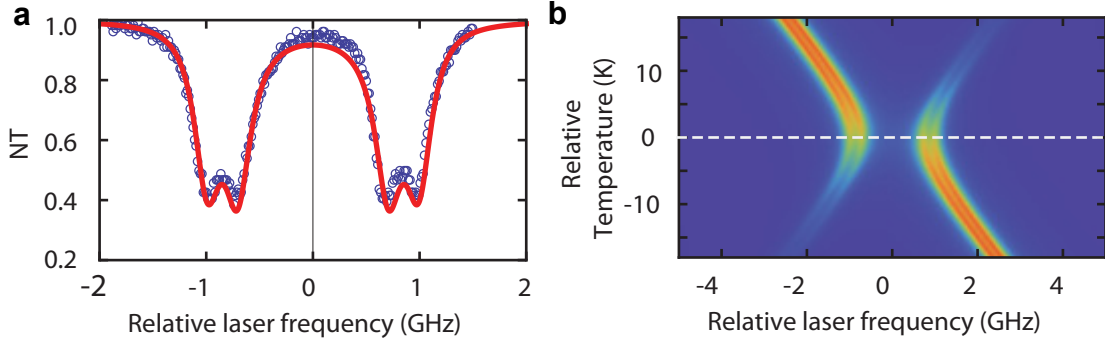 a
1.0
0.8
0.6
0.4
0.2
NT
-2
-1
0
1
2
Relative laser frequency (GHz)
b
10
0
-10
Relative
Temperature (K)
-4
-2
0
2
4
Relative laser frequency (GHz)